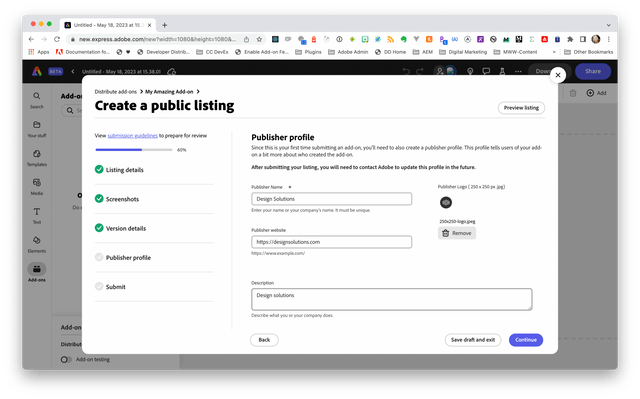 Untitled - May 18, 2023 at 11.3
new.express.adobe.com/new?width=1080&height=1080&...
Apps
Documentation fo...
Developer Distrib...
CC DevEx
Enable Add-on Fe...
Plugins
Adobe Admin
DD Home
AEM
Digital Marketing
MWW-Content
»
Other Bookmarks
BETA
Untitled - May 18, 2023 at 11.38.01
Share
Search
Your stuff
Templates
Media
Text
Elements
Add-ons
Add
Distribute add-ons > My Amazing Add-on >
Create a public listing
Preview listing
View submission guidelines to prepare for review
60%
Listing details
Screenshots
Version details
Publisher profile
Submit
Publisher profile
Since this is your first time submitting an add-on, you'll need to also create a publisher profile. This profile tells users of your add-
on a bit more about who created the add-on.
After submitting your listing, you will need to contact Adobe to update this profile in the future.
Publisher Name *
Design Solutions
Enter your name or your company's name. It must be unique.
Publisher Logo ( 250 x 250 px .jpg)
250x250-logo.jpeg
Remove
Publisher website
https://designsolutions.com
https://www.example.com/
Description
Design solutions
Describe what you or your company does.
Back
Save draft and exit
Continue
Add-on testing